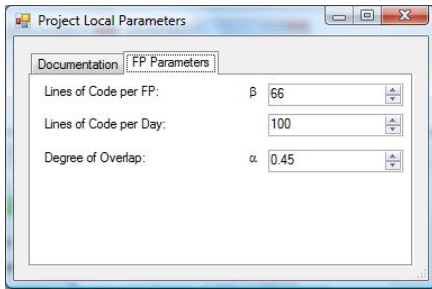 Project Local Parameters
Documentation FP Parameters
Lines of Code per FP: β 66
Lines of Code per Day: 100
Degree of Overlap: α 0.45